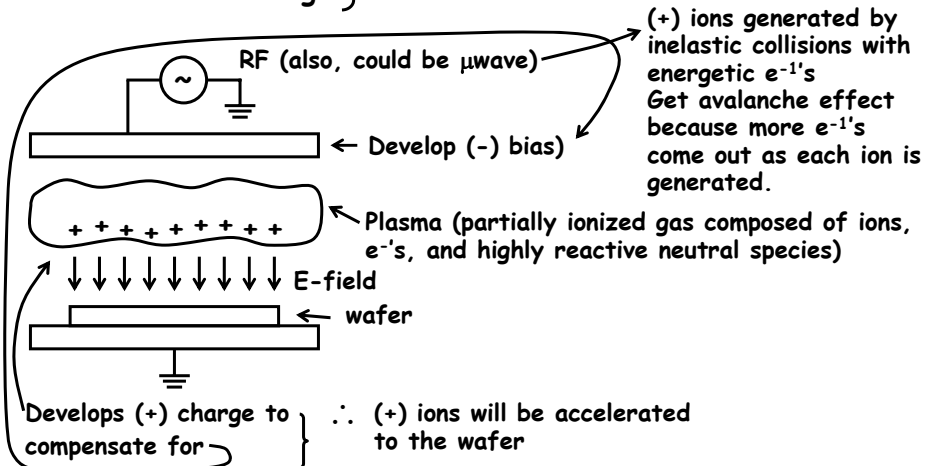 RF (also, could be μwave)
(+) ions generated by
inelastic collisions with
energetic e⁻¹'s
Get avalanche effect
because more e⁻¹'s
come out as each ion is
generated.
~
← Develop (-) bias)
Plasma (partially ionized gas composed of ions,
e⁻'s, and highly reactive neutral species)
+ + + + + + + + +
E-field
wafer
Develops (+) charge to
compensate for
∴ (+) ions will be accelerated
to the wafer